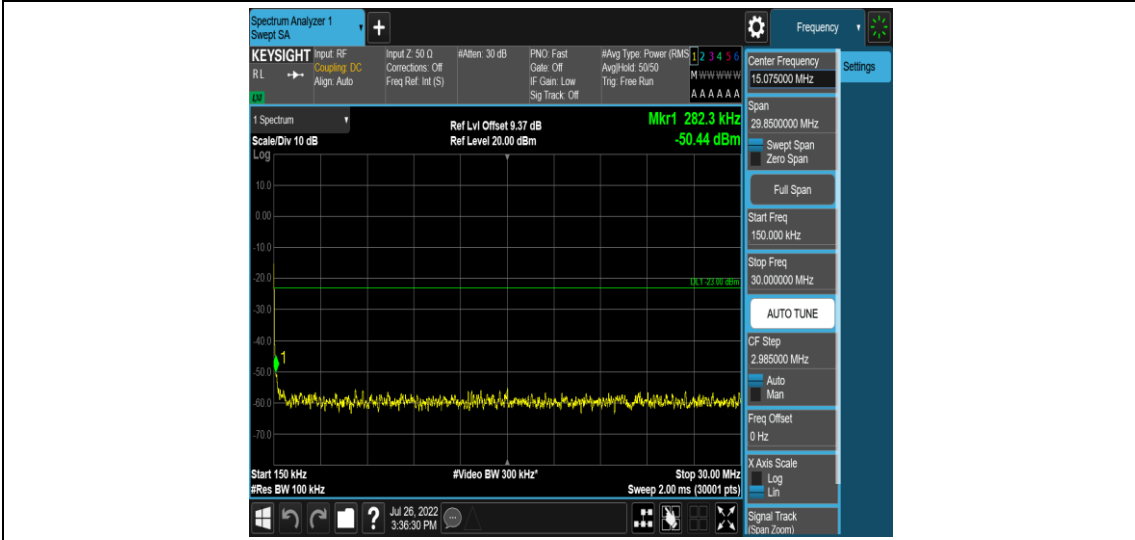 Spectrum Analyzer 1
Swept SA
Frequency
KEYSIGHT
RL
Input: RF
Coupling: DC
Align: Auto
Input Z: 50 Ω
Corrections: Off
Freq Ref: Int (S)
#Atten: 30 dB
PNO: Fast
Gate: Off
IF Gain: Low
Sig Track: Off
#Avg Type: Power (RMS
Avg|Hold: 50/50
Trig: Free Run
1 2 3 4 5 6
M W W W W W
A A A A A A
1 Spectrum
Scale/Div 10 dB
Log
Ref Lvl Offset 9.37 dB
Ref Level 20.00 dBm
Mkr1 282.3 kHz
-50.44 dBm
10.0
0.00
-10.0
-20.0
DL1 -23.00 dBm
-30.0
-40.0
1
-50.0
-60.0
-70.0
Start 150 kHz
#Res BW 100 kHz
#Video BW 300 kHz*
Stop 30.00 MHz
Sweep 2.00 ms (30001 pts)
Jul 26, 2022
3:36:30 PM
Settings
Center Frequency
15.075000 MHz
Span
29.8500000 MHz
Swept Span
Zero Span
Full Span
Start Freq
150.000 kHz
Stop Freq
30.000000 MHz
AUTO TUNE
CF Step
2.985000 MHz
Auto
Man
Freq Offset
0 Hz
X Axis Scale
Log
Lin
Signal Track
(Span Zoom)